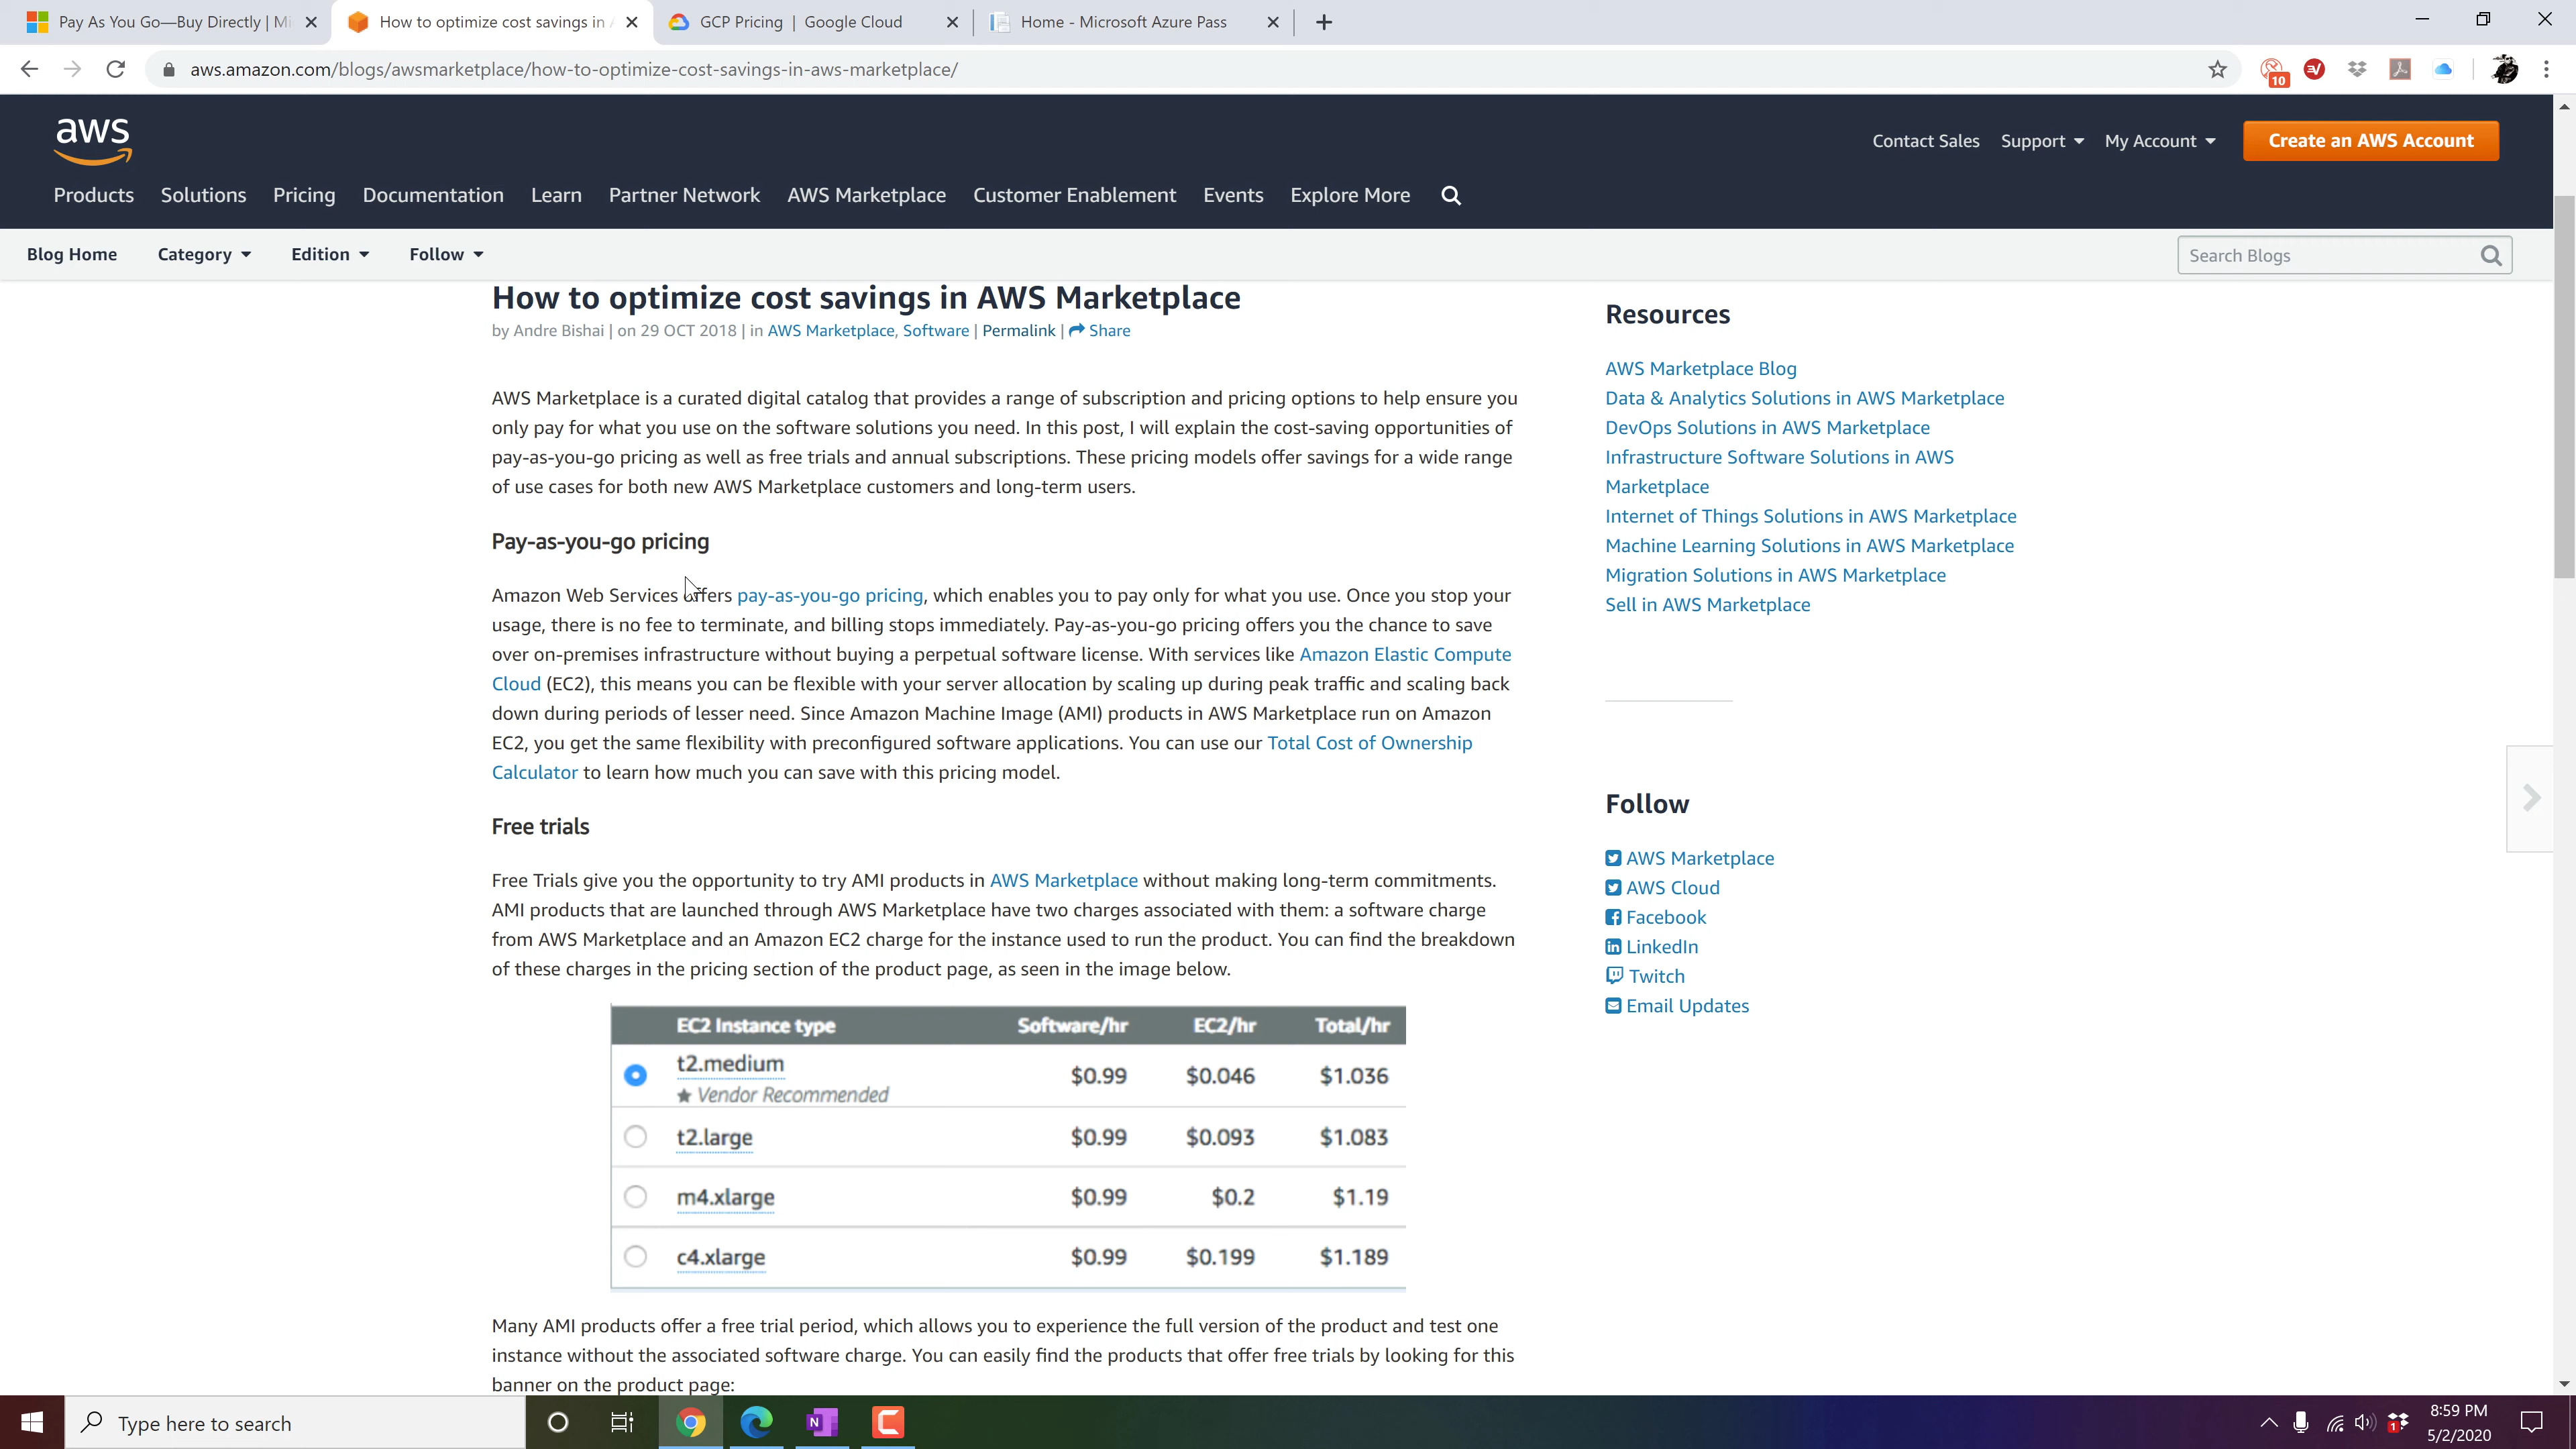 Pay As You Go—Buy Directly | Mi
How to optimize cost savings in A
GCP Pricing | Google Cloud
Home - Microsoft Azure Pass
aws.amazon.com/blogs/awsmarketplace/how-to-optimize-cost-savings-in-aws-marketplace/
10
aws
Contact Sales Support My Account Create an AWS Account
Products Solutions Pricing Documentation Learn Partner Network AWS Marketplace Customer Enablement Events Explore More
Blog Home Category Edition Follow Search Blogs
How to optimize cost savings in AWS Marketplace
by Andre Bishai | on 29 OCT 2018 | in AWS Marketplace, Software | Permalink | Share
AWS Marketplace is a curated digital catalog that provides a range of subscription and pricing options to help ensure you
only pay for what you use on the software solutions you need. In this post, I will explain the cost-saving opportunities of
pay-as-you-go pricing as well as free trials and annual subscriptions. These pricing models offer savings for a wide range
of use cases for both new AWS Marketplace customers and long-term users.
Pay-as-you-go pricing
Amazon Web Services offers pay-as-you-go pricing, which enables you to pay only for what you use. Once you stop your
usage, there is no fee to terminate, and billing stops immediately. Pay-as-you-go pricing offers you the chance to save
over on-premises infrastructure without buying a perpetual software license. With services like Amazon Elastic Compute
Cloud (EC2), this means you can be flexible with your server allocation by scaling up during peak traffic and scaling back
down during periods of lesser need. Since Amazon Machine Image (AMI) products in AWS Marketplace run on Amazon
EC2, you get the same flexibility with preconfigured software applications. You can use our Total Cost of Ownership
Calculator to learn how much you can save with this pricing model.
Free trials
Free Trials give you the opportunity to try AMI products in AWS Marketplace without making long-term commitments.
AMI products that are launched through AWS Marketplace have two charges associated with them: a software charge
from AWS Marketplace and an Amazon EC2 charge for the instance used to run the product. You can find the breakdown
of these charges in the pricing section of the product page, as seen in the image below.
EC2 Instance type Software/hr EC2/hr Total/hr
t2.medium $0.99 $0.046 $1.036
★ Vendor Recommended
t2.large $0.99 $0.093 $1.083
m4.xlarge $0.99 $0.2 $1.19
c4.xlarge $0.99 $0.199 $1.189
Many AMI products offer a free trial period, which allows you to experience the full version of the product and test one
instance without the associated software charge. You can easily find the products that offer free trials by looking for this
banner on the product page:
Resources
AWS Marketplace Blog
Data & Analytics Solutions in AWS Marketplace
DevOps Solutions in AWS Marketplace
Infrastructure Software Solutions in AWS
Marketplace
Internet of Things Solutions in AWS Marketplace
Machine Learning Solutions in AWS Marketplace
Migration Solutions in AWS Marketplace
Sell in AWS Marketplace
Follow
AWS Marketplace
AWS Cloud
Facebook
LinkedIn
Twitch
Email Updates
Type here to search
8:59 PM
5/2/2020